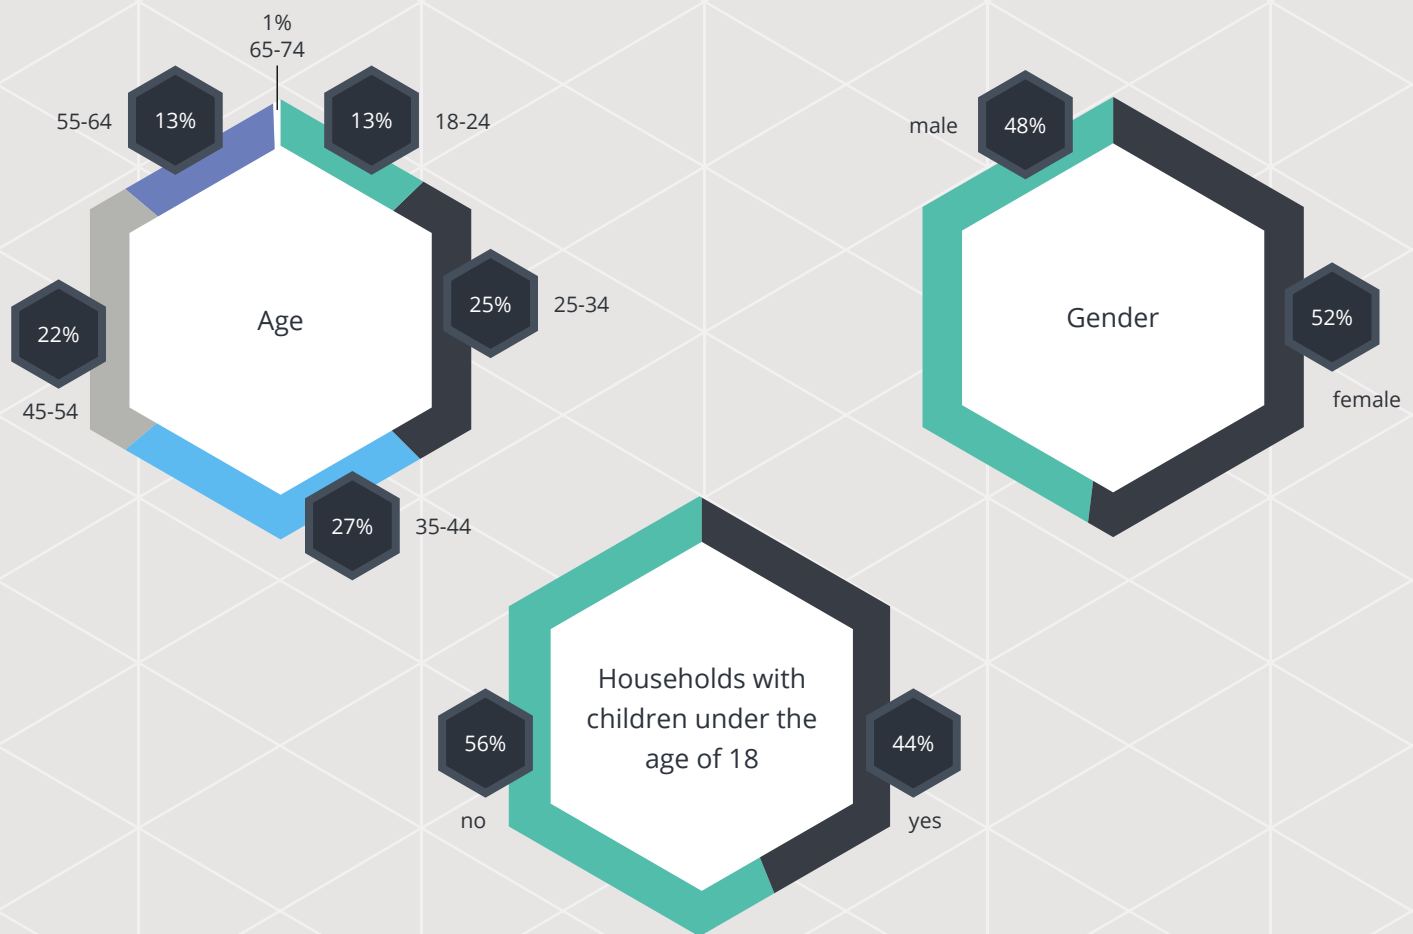 1%
65-74
55-64
13%
13%
18-24
25%
25-34
Age
22%
45-54
27%
35-44
male
48%
Gender
52%
female
Households with
children under the
age of 18
56%
no
44%
yes